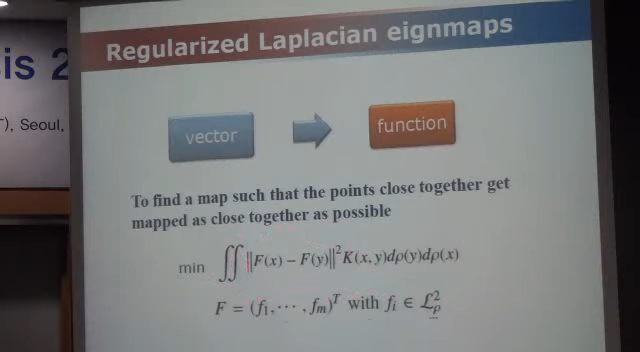 is 2
), Seoul,
Regularized Laplacian eignmaps
vector
function
To find a map such that the points close together get
mapped as close together as possible
min ∬ ||F(x) − F(y)||² K(x, y)dρ(y)dρ(x)
F = (f₁, ⋯ , fₘ)ᵀ with fᵢ ∈ ℒ²ᵨ